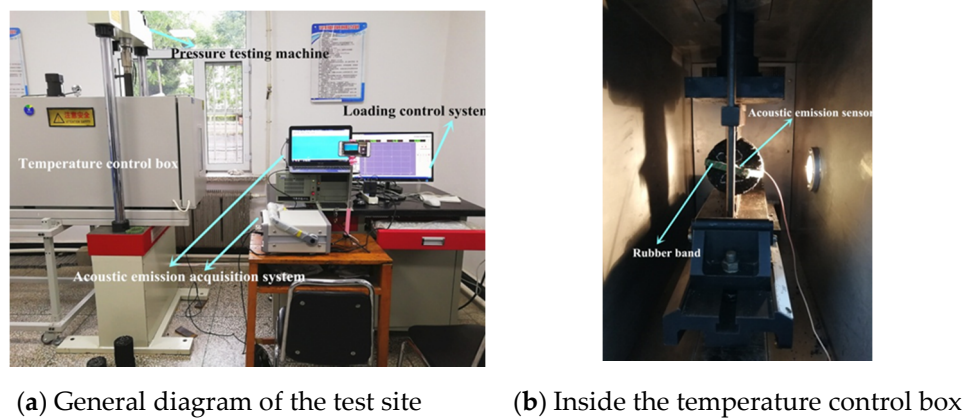 Pressure testing machine
Loading control system
Temperature control box
Acoustic emission acquisition system
Acoustic emission sensor
Rubber band
(a) General diagram of the test site
(b) Inside the temperature control box